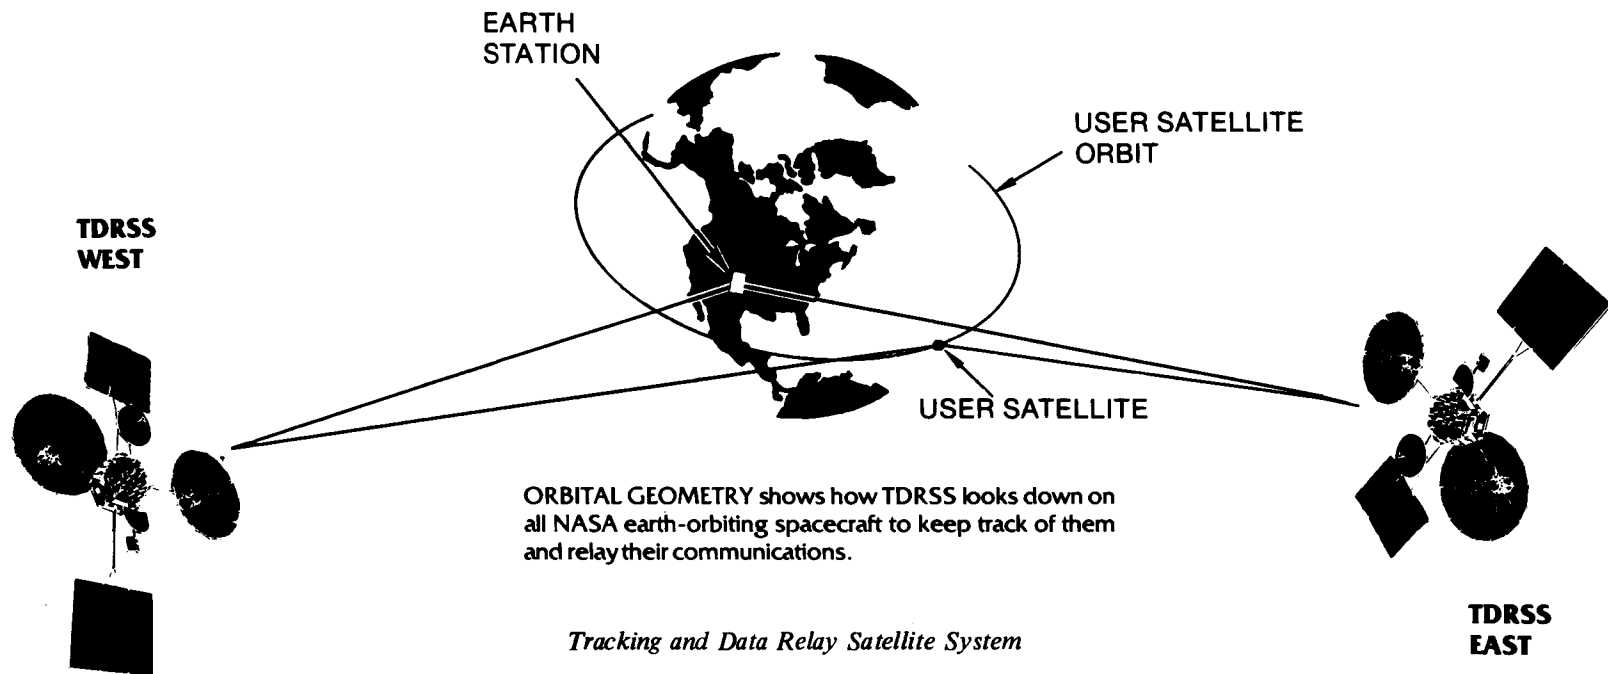 EARTH
STATION
USER SATELLITE
ORBIT
TDRSS
WEST
USER SATELLITE
ORBITAL GEOMETRY shows how TDRSS looks down on
all NASA earth-orbiting spacecraft to keep track of them
and relay their communications.
TDRSS
EAST
Tracking and Data Relay Satellite System